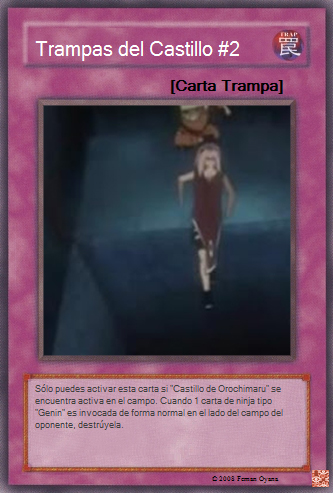 Trampas del Castillo #2
TRAP
罠
[Carta Trampa]
Sólo puedes activar esta carta si "Castillo de Orochimaru" se
encuentra activa en el campo. Cuando 1 carta de ninja tipo
"Genin" es invocada de forma normal en el lado del campo del
oponente, destrúyela.
© 2008